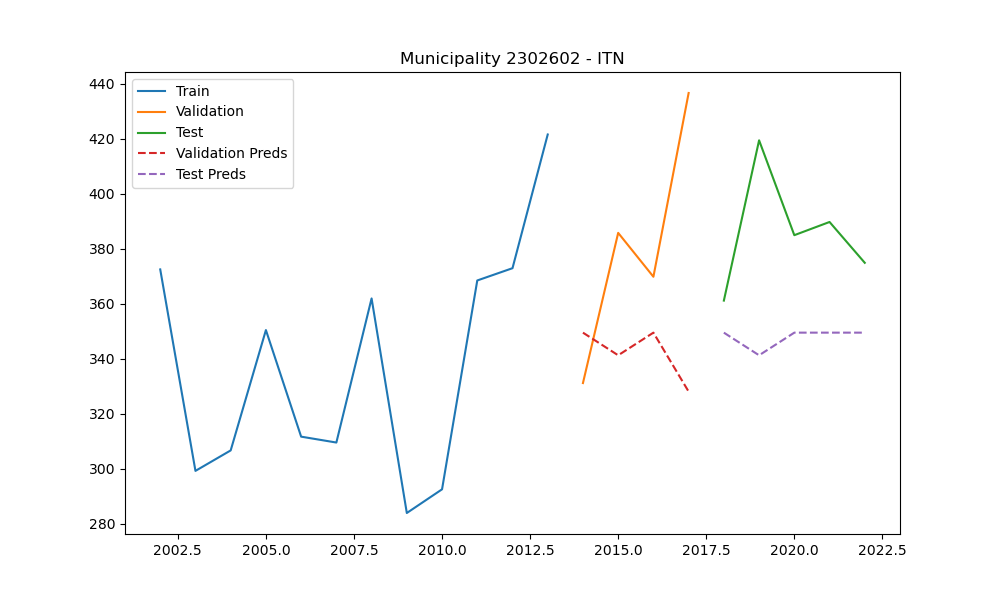 Municipality 2302602 - ITN
Train
Validation
Test
Validation Preds
Test Preds
440
420
400
380
360
340
320
300
280
2002.5 2005.0 2007.5 2010.0 2012.5 2015.0 2017.5 2020.0 2022.5